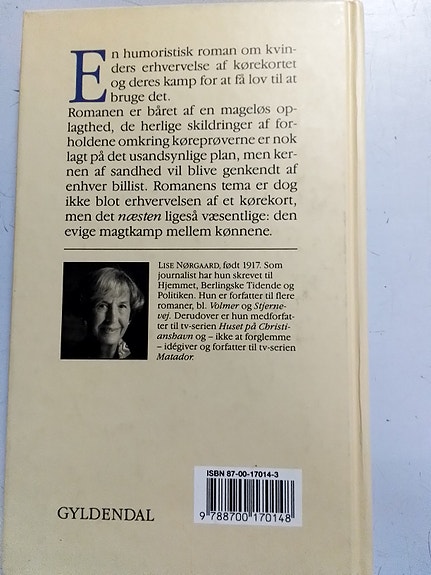 En humoristisk roman om kvin-
ders erhvervelse af kørekortet
og deres kamp for at få lov til at
bruge det.
Romanen er båret af en mageløs op-
lagthed, de herlige skildringer af for-
holdene omkring køreprøverne er nok
lagt på det usandsynlige plan, men ker-
nen af sandhed vil blive genkendt af
enhver billist. Romanens tema er dog
ikke blot erhvervelsen af et kørekort,
men det næsten ligeså væsentlige: den
evige magtkamp mellem kønnene.
LISE NØRGAARD, født 1917. Som
journalist har hun skrevet til
Hjemmet, Berlingske Tidende og
Politiken. Hun er forfatter til flere
romaner, bl. Volmer og Stjerne-
vej. Derudover er hun medforfat-
ter til tv-serien Huset på Christi-
anshavn og – ikke at forglemme
– idégiver og forfatter til tv-serien
Matador.
ISBN 87-00-17014-3
9 788700 170148
GYLDENDAL